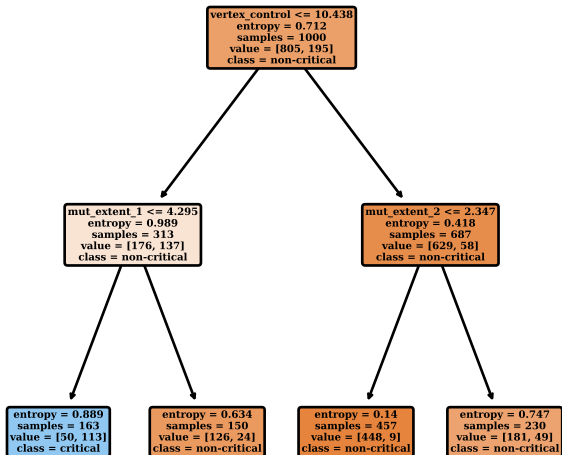 vertex_control <= 10.438
entropy = 0.712
samples = 1000
value = [805, 195]
class = non-critical
mut_extent_1 <= 4.295
entropy = 0.989
samples = 313
value = [176, 137]
class = non-critical
mut_extent_2 <= 2.347
entropy = 0.418
samples = 687
value = [629, 58]
class = non-critical
entropy = 0.889
samples = 163
value = [50, 113]
class = critical
entropy = 0.634
samples = 150
value = [126, 24]
class = non-critical
entropy = 0.14
samples = 457
value = [448, 9]
class = non-critical
entropy = 0.747
samples = 230
value = [181, 49]
class = non-critical